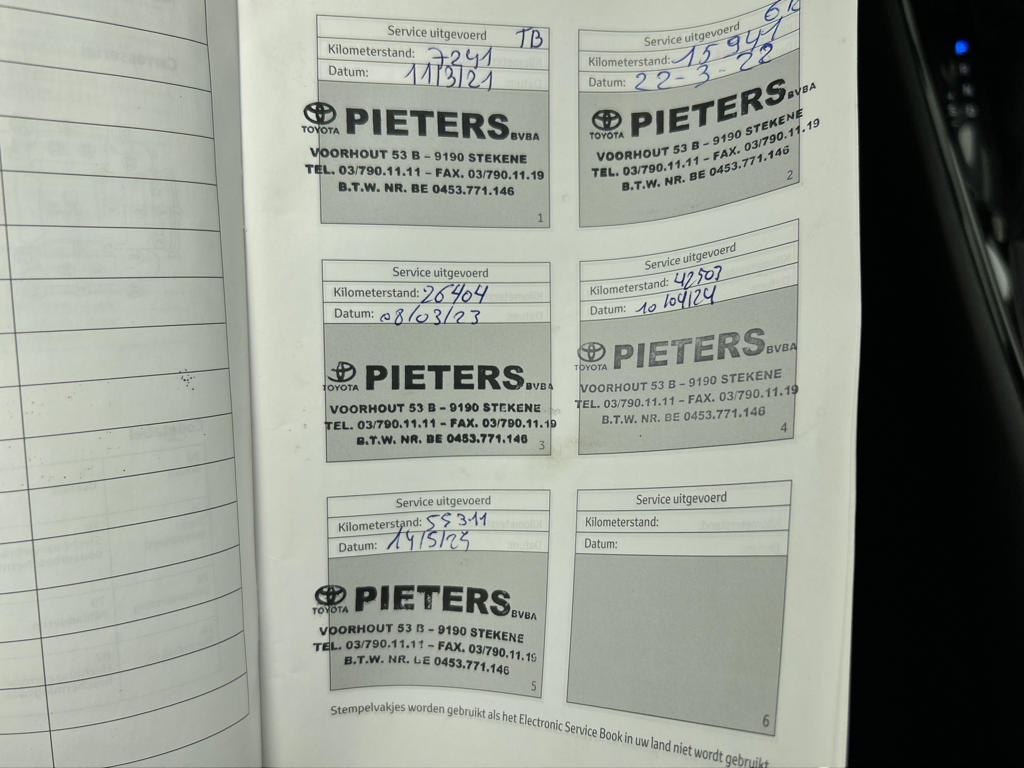 Service uitgevoerd TB
Kilometerstand: 7241
Datum: 11/3/21
TOYOTA PIETERS BVBA
VOORHOUT 53 B – 9190 STEKENE
TEL. 03/790.11.11 – FAX. 03/790.11.19
B.T.W. NR. BE 0453.771.146
1
Service uitgevoerd
Kilometerstand: 15941
Datum: 22-3-22
TOYOTA PIETERS BVBA
VOORHOUT 53 B – 9190 STEKENE
TEL. 03/790.11.11 – FAX. 03/790.11.19
B.T.W. NR. BE 0453.771.146
2
Service uitgevoerd
Kilometerstand: 26404
Datum: 08/03/23
TOYOTA PIETERS BVBA
VOORHOUT 53 B – 9190 STEKENE
TEL. 03/790.11.11 – FAX. 03/790.11.19
B.T.W. NR. BE 0453.771.146
3
Service uitgevoerd
Kilometerstand: 42503
Datum: 10/04/24
TOYOTA PIETERS BVBA
VOORHOUT 53 B – 9190 STEKENE
TEL. 03/790.11.11 – FAX. 03/790.11.19
B.T.W. NR. BE 0453.771.146
4
Service uitgevoerd
Kilometerstand: 55311
Datum: 14/5/25
TOYOTA PIETERS BVBA
VOORHOUT 53 B – 9190 STEKENE
TEL. 03/790.11.11 – FAX. 03/790.11.19
B.T.W. NR. BE 0453.771.146
5
Service uitgevoerd
Kilometerstand:
Datum:
6
Stempelvakjes worden gebruikt als het Electronic Service Book in uw land niet wordt gebruikt